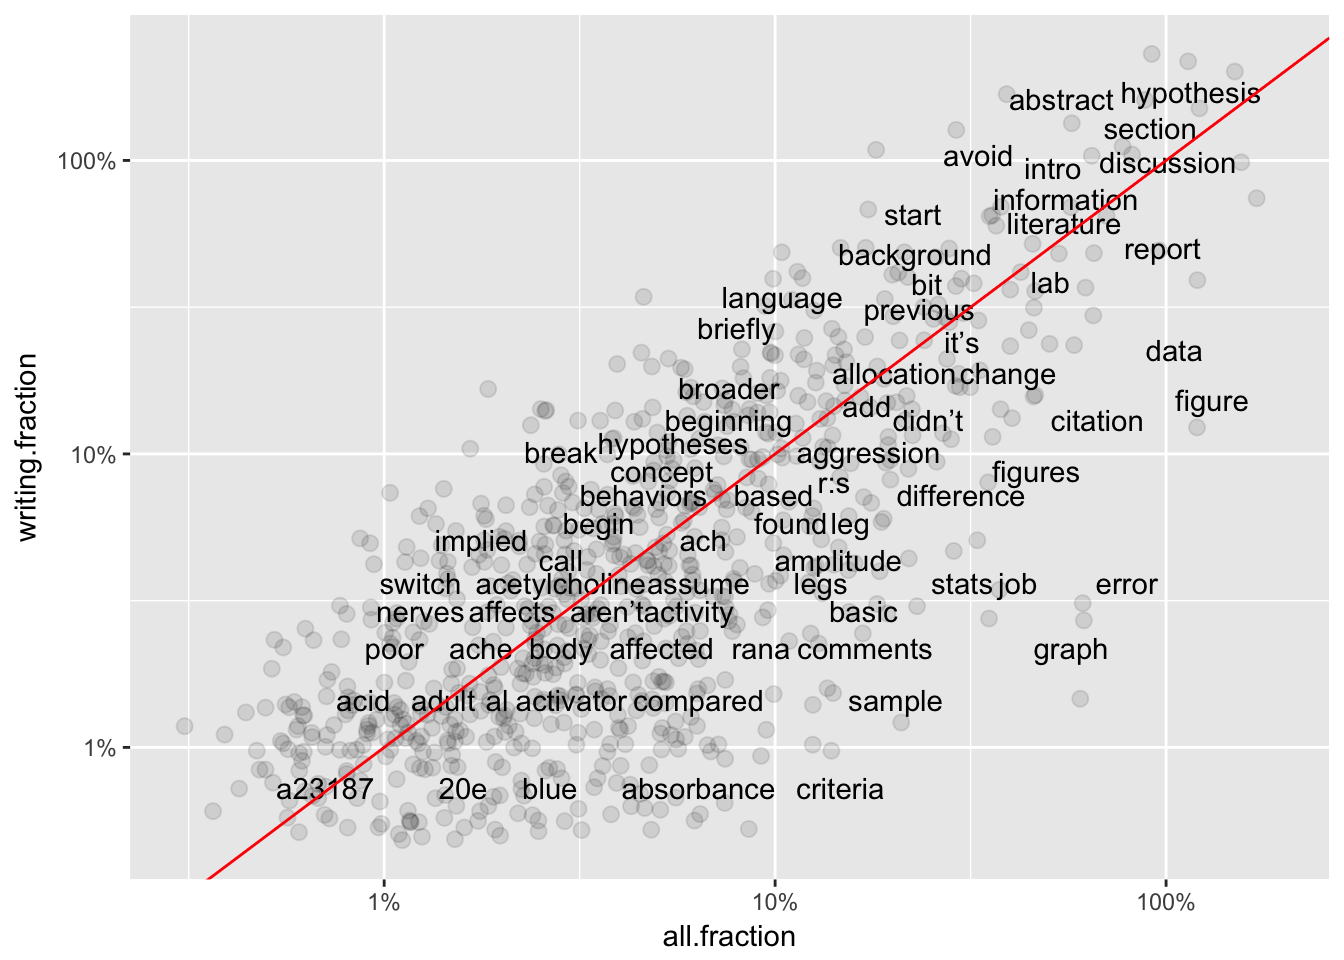 abstract hypothesis
section
avoid discussion
intro
information
start literature
report
background
bit lab
language
previous
briefly
it’s
data
allocation change
broader
figure
add
beginning didn’t citation
hypotheses
break aggression
concept figures
r:s
behaviors based difference
begin found leg
implied ach
call amplitude
switch acetylcholine assume legs stats job error
nerves affects aren’t activity basic
poor ache body affected rana comments graph
acid adult al activator compared sample
a23187 20e blue absorbance criteria
100%
10%
1%
writing.fraction
1% 10% 100%
all.fraction